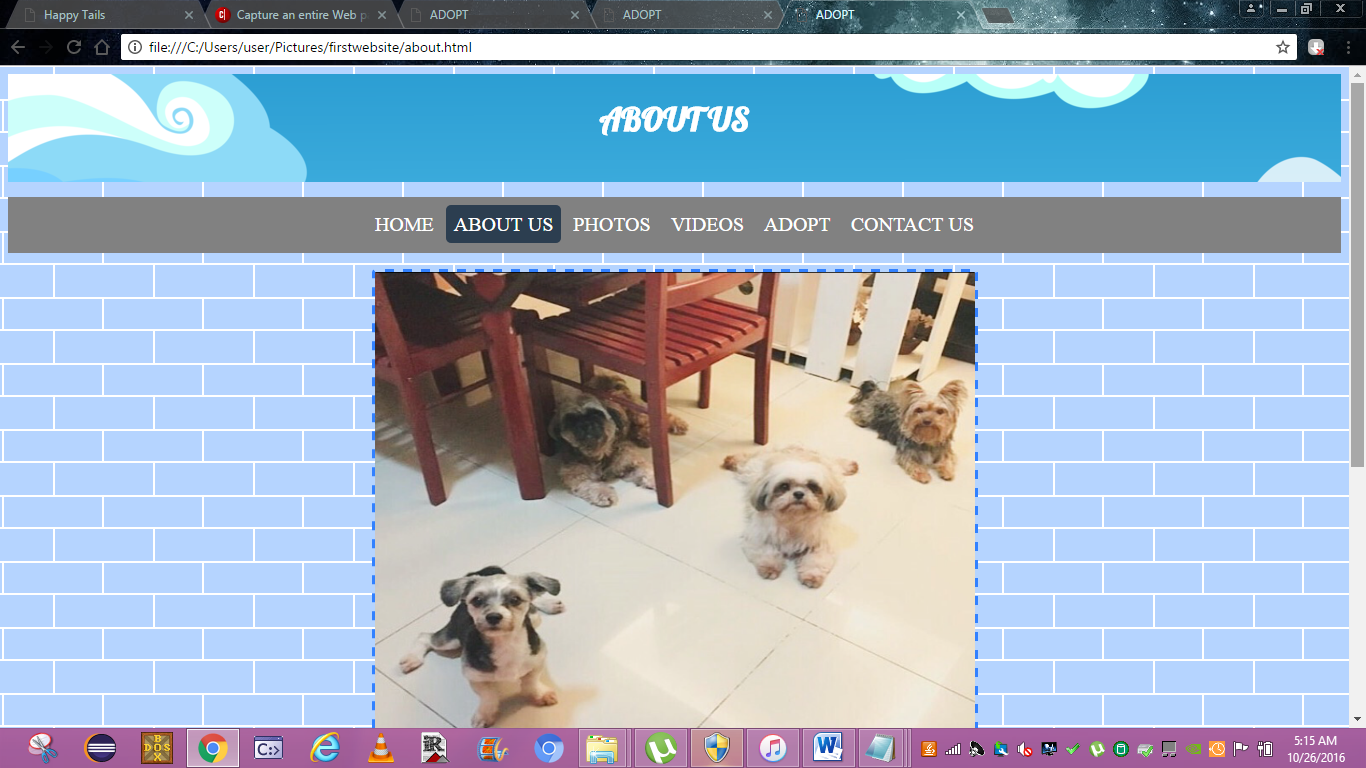 Happy Tails
Capture an entire Web p
ADOPT
ADOPT
ADOPT
file:///C:/Users/user/Pictures/firstwebsite/about.html
ABOUT US
HOME ABOUT US PHOTOS VIDEOS ADOPT CONTACT US
5:15 AM
10/26/2016